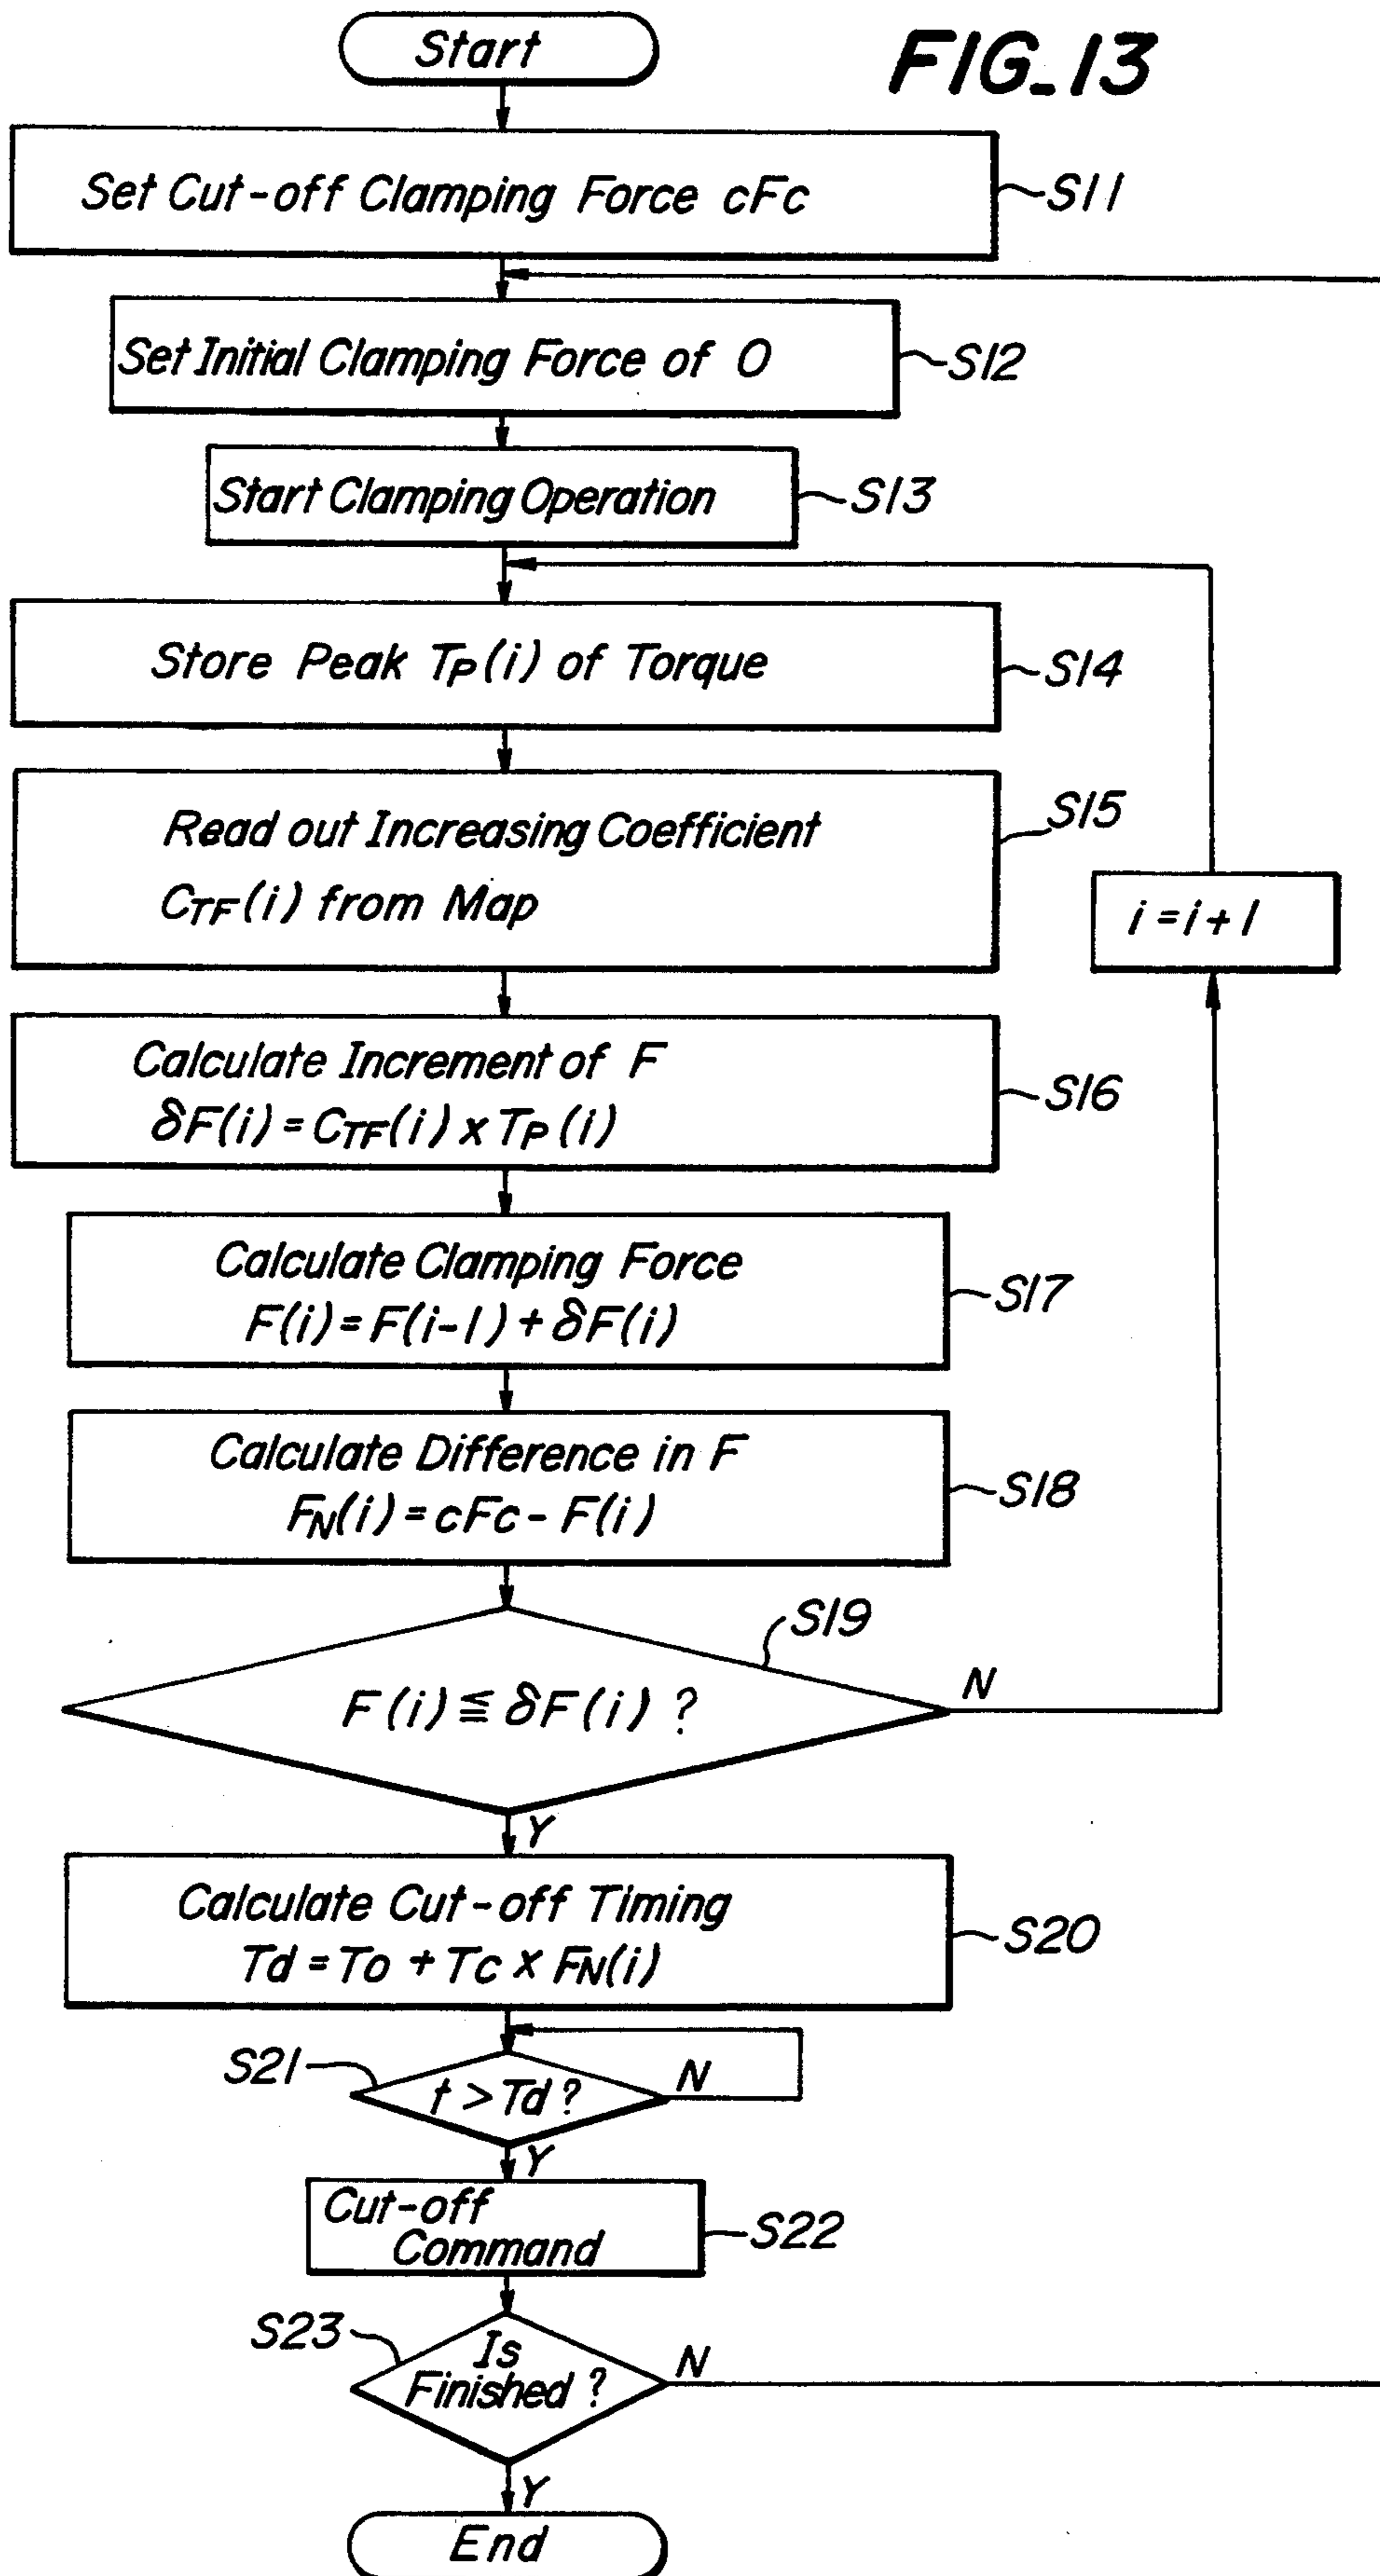 Start
FIG_13
Set Cut-off Clamping Force cFc
S11
Set Initial Clamping Force of O
S12
Start Clamping Operation
S13
Store Peak TP(i) of Torque
S14
Read out Increasing Coefficient
CTF(i) from Map
S15
i=i+1
Calculate Increment of F
δF(i)=CTF(i)xTP(i)
S16
Calculate Clamping Force
F(i)=F(i-1)+δF(i)
S17
Calculate Difference in F
FN(i)=cFc-F(i)
S18
S19
F(i)≦δF(i)?
N
Y
Calculate Cut-off Timing
Td=To+Tc×FN(i)
S20
S21
t>Td?
N
Y
Cut-off
Command
S22
S23
Is
Finished?
N
Y
End